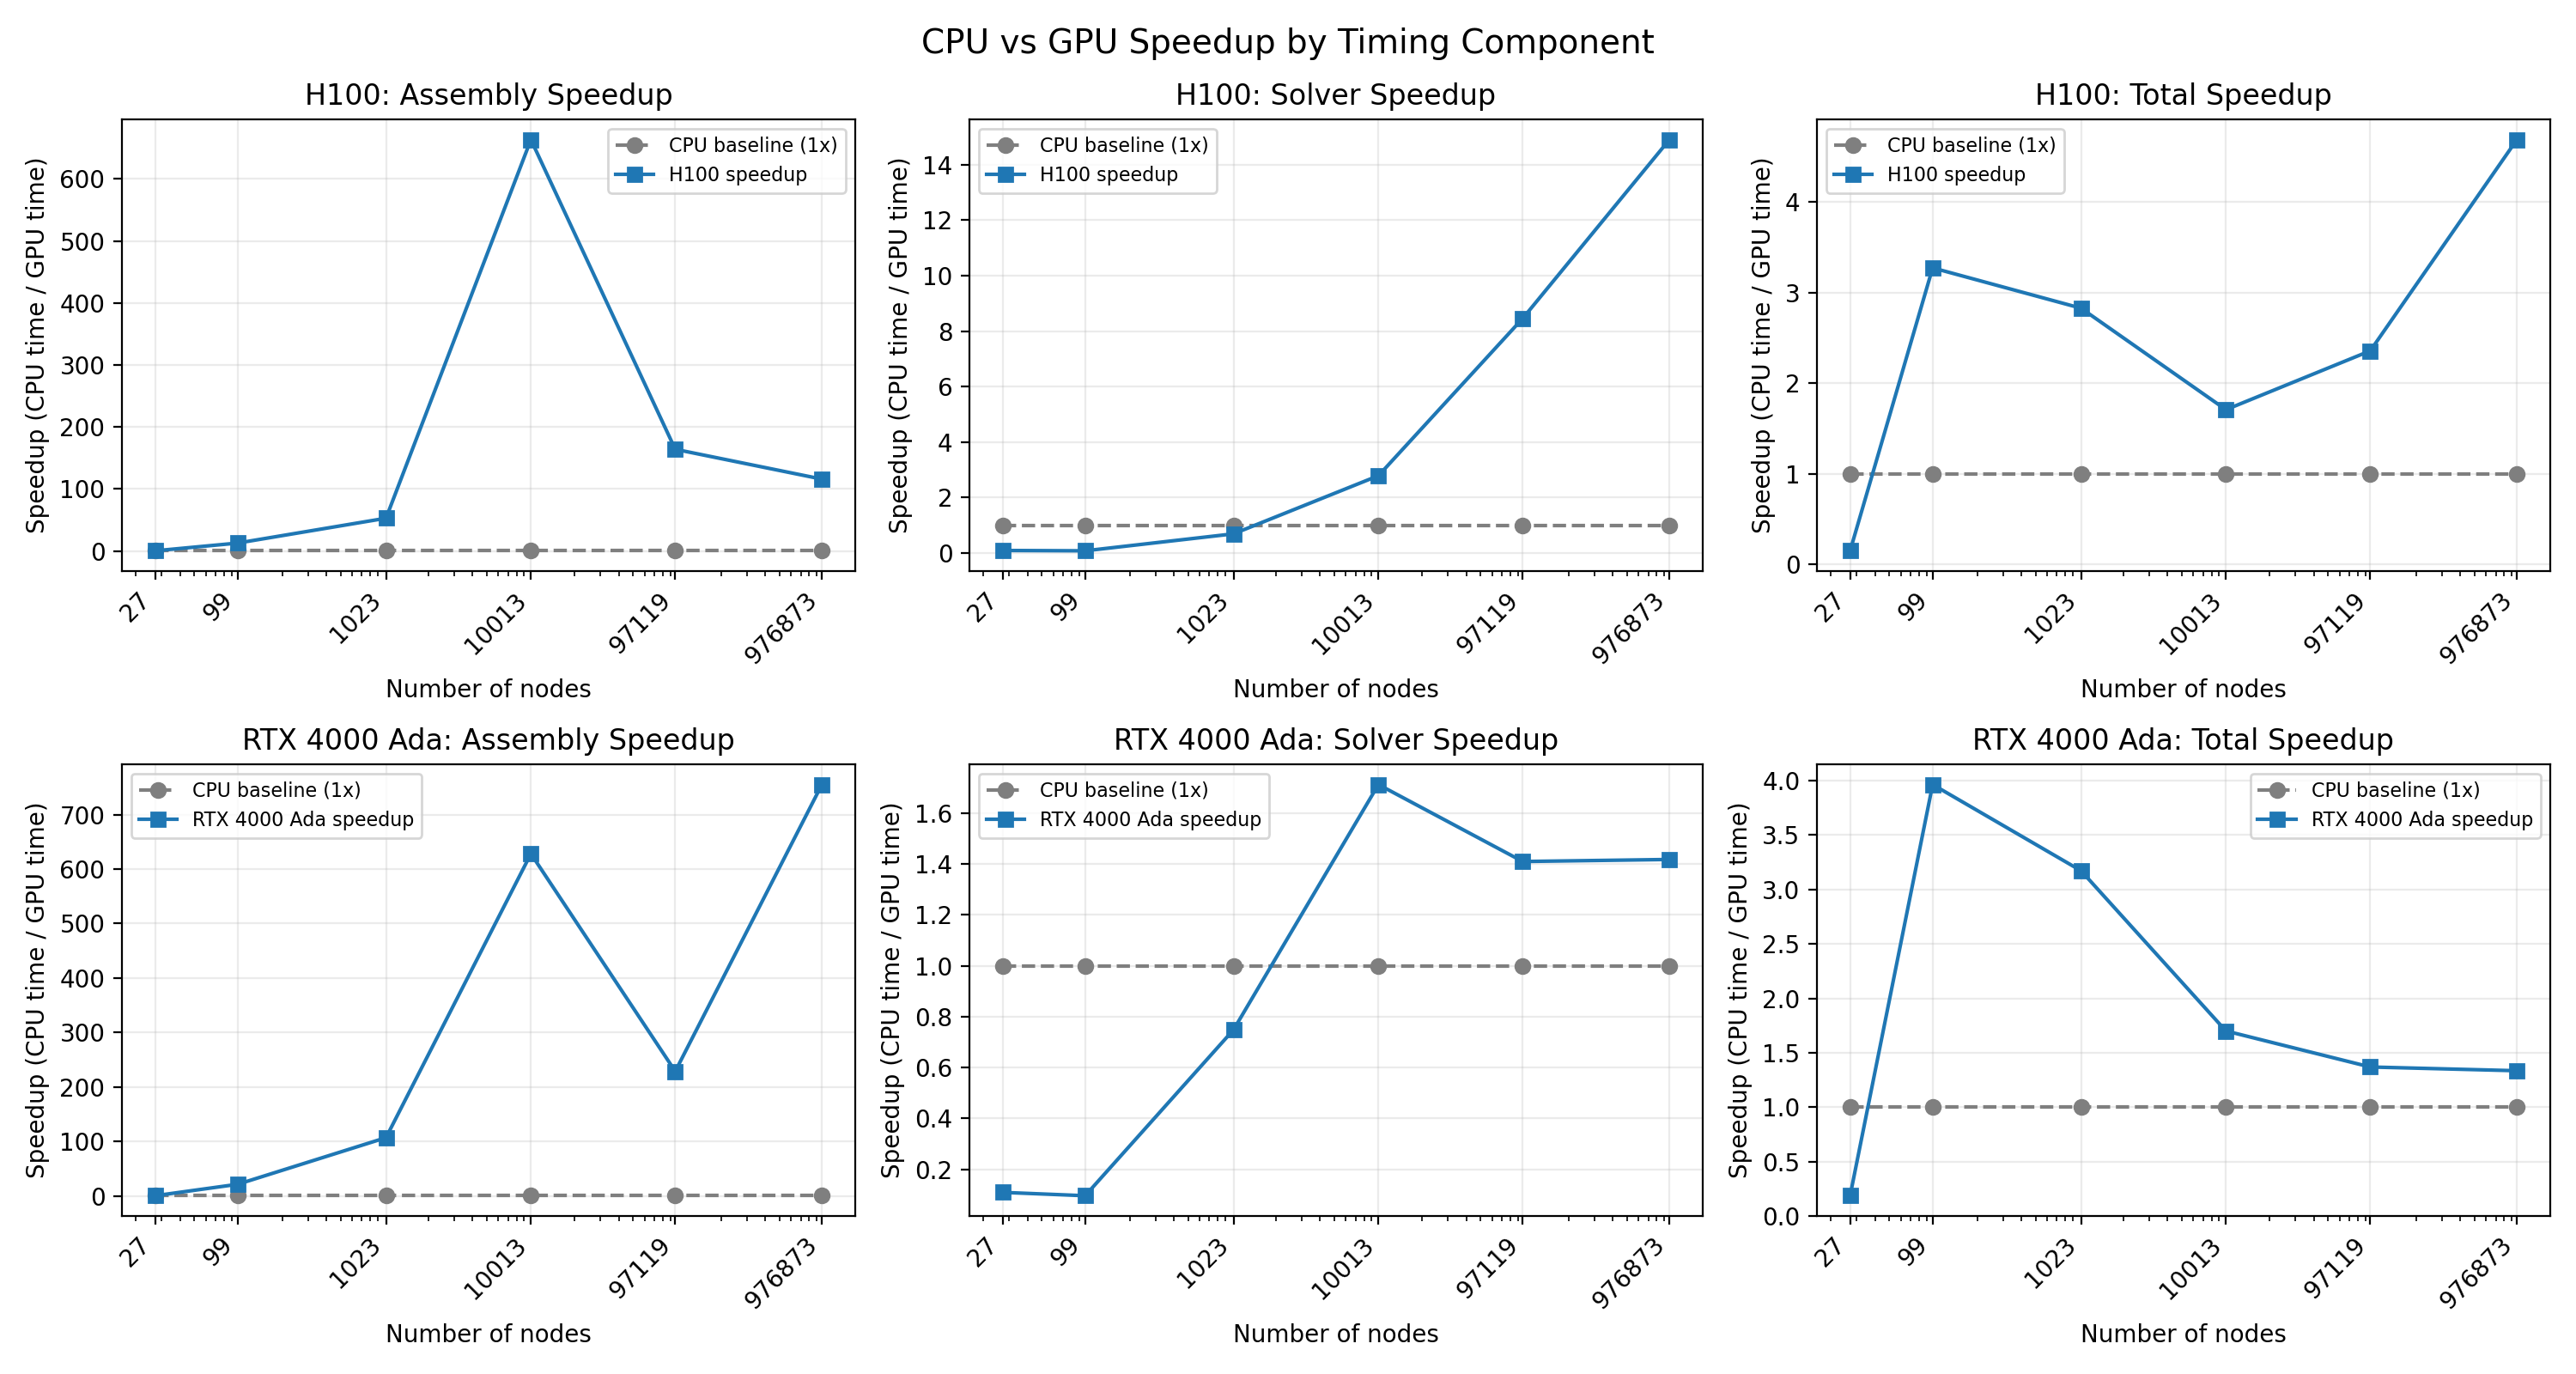 CPU vs GPU Speedup by Timing Component
H100: Assembly Speedup
Speedup (CPU time / GPU time)
600
500
400
300
200
100
0
CPU baseline (1x)
H100 speedup
27
99
1023
10013
97119
976873
Number of nodes
H100: Solver Speedup
Speedup (CPU time / GPU time)
14
12
10
8
6
4
2
0
CPU baseline (1x)
H100 speedup
27
99
1023
10013
97119
976873
Number of nodes
H100: Total Speedup
Speedup (CPU time / GPU time)
4
3
2
1
0
CPU baseline (1x)
H100 speedup
27
99
1023
10013
97119
976873
Number of nodes
RTX 4000 Ada: Assembly Speedup
Speedup (CPU time / GPU time)
700
600
500
400
300
200
100
0
CPU baseline (1x)
RTX 4000 Ada speedup
27
99
1023
10013
97119
976873
Number of nodes
RTX 4000 Ada: Solver Speedup
Speedup (CPU time / GPU time)
1.6
1.4
1.2
1.0
0.8
0.6
0.4
0.2
CPU baseline (1x)
RTX 4000 Ada speedup
27
99
1023
10013
97119
976873
Number of nodes
RTX 4000 Ada: Total Speedup
Speedup (CPU time / GPU time)
4.0
3.5
3.0
2.5
2.0
1.5
1.0
0.5
0.0
CPU baseline (1x)
RTX 4000 Ada speedup
27
99
1023
10013
97119
976873
Number of nodes